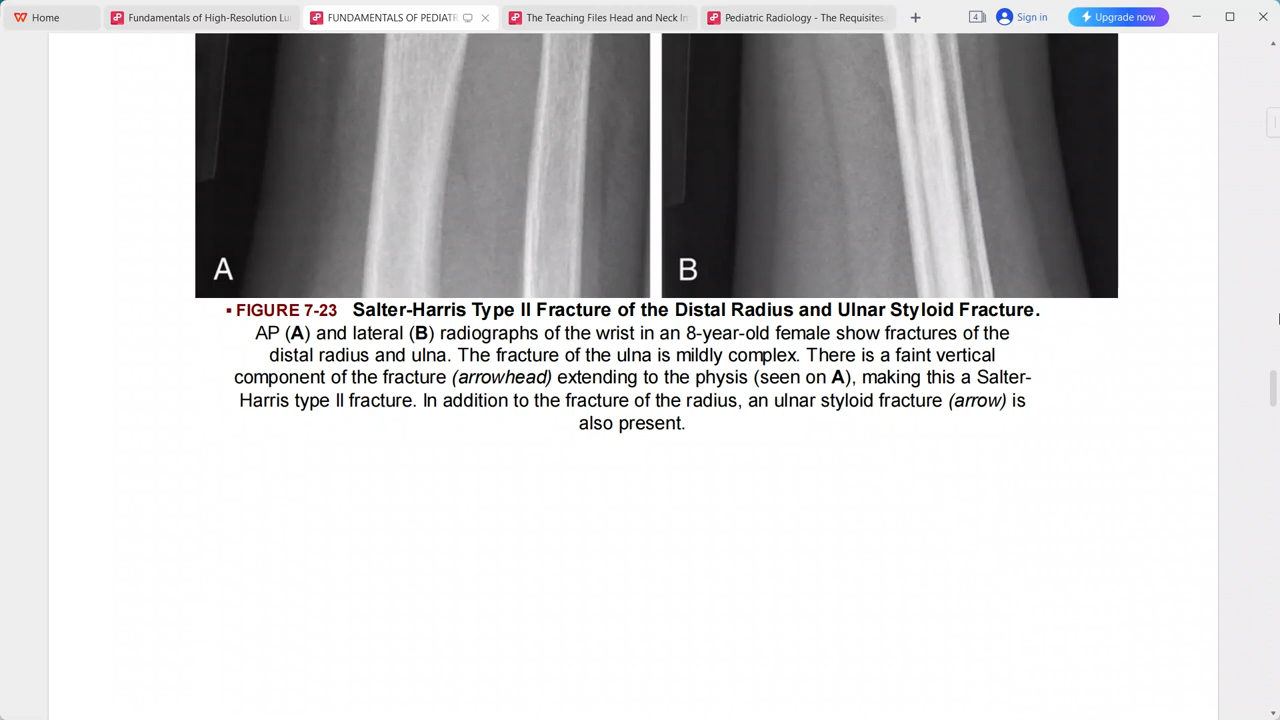 Home
Fundamentals of High-Resolution Lu
FUNDAMENTALS OF PEDIATR
The Teaching Files Head and Neck Im
Pediatric Radiology - The Requisites.
4
Sign in
Upgrade now
A
B
▪ FIGURE 7-23 Salter-Harris Type II Fracture of the Distal Radius and Ulnar Styloid Fracture.
AP (A) and lateral (B) radiographs of the wrist in an 8-year-old female show fractures of the
distal radius and ulna. The fracture of the ulna is mildly complex. There is a faint vertical
component of the fracture (arrowhead) extending to the physis (seen on A), making this a Salter-
Harris type II fracture. In addition to the fracture of the radius, an ulnar styloid fracture (arrow) is
also present.